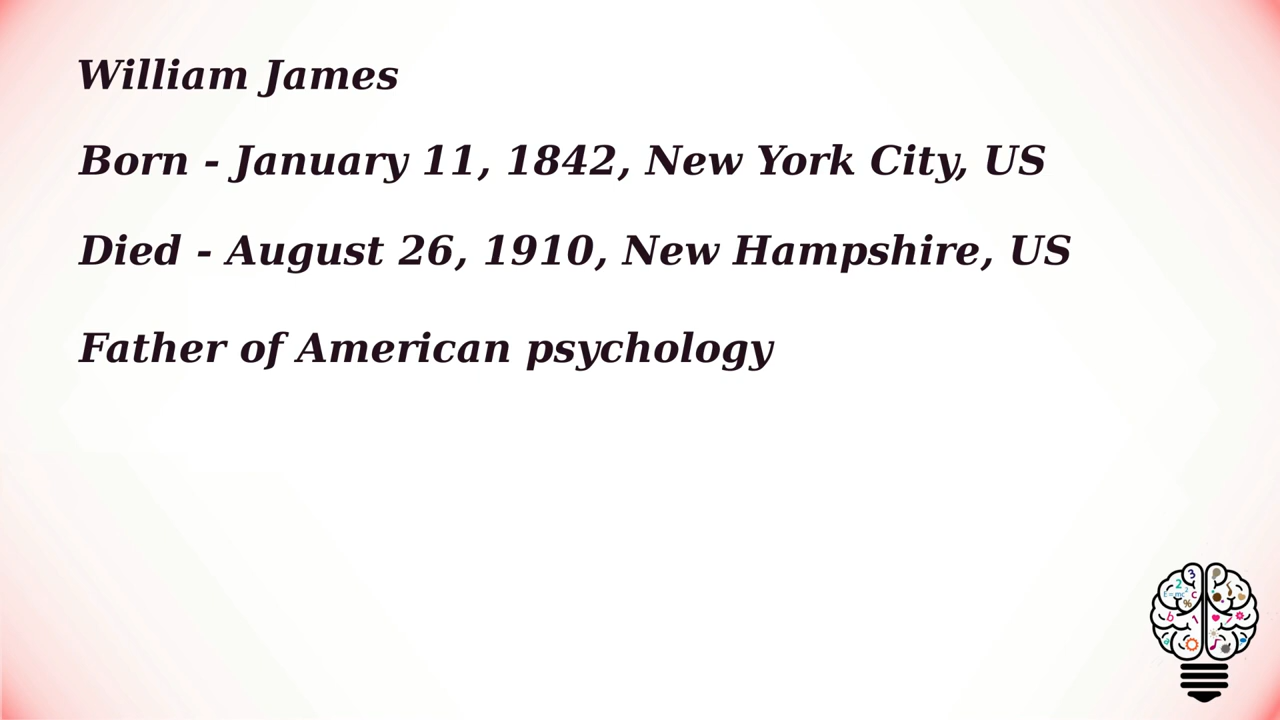 William James
Born - January 11, 1842, New York City, US
Died - August 26, 1910, New Hampshire, US
Father of American psychology